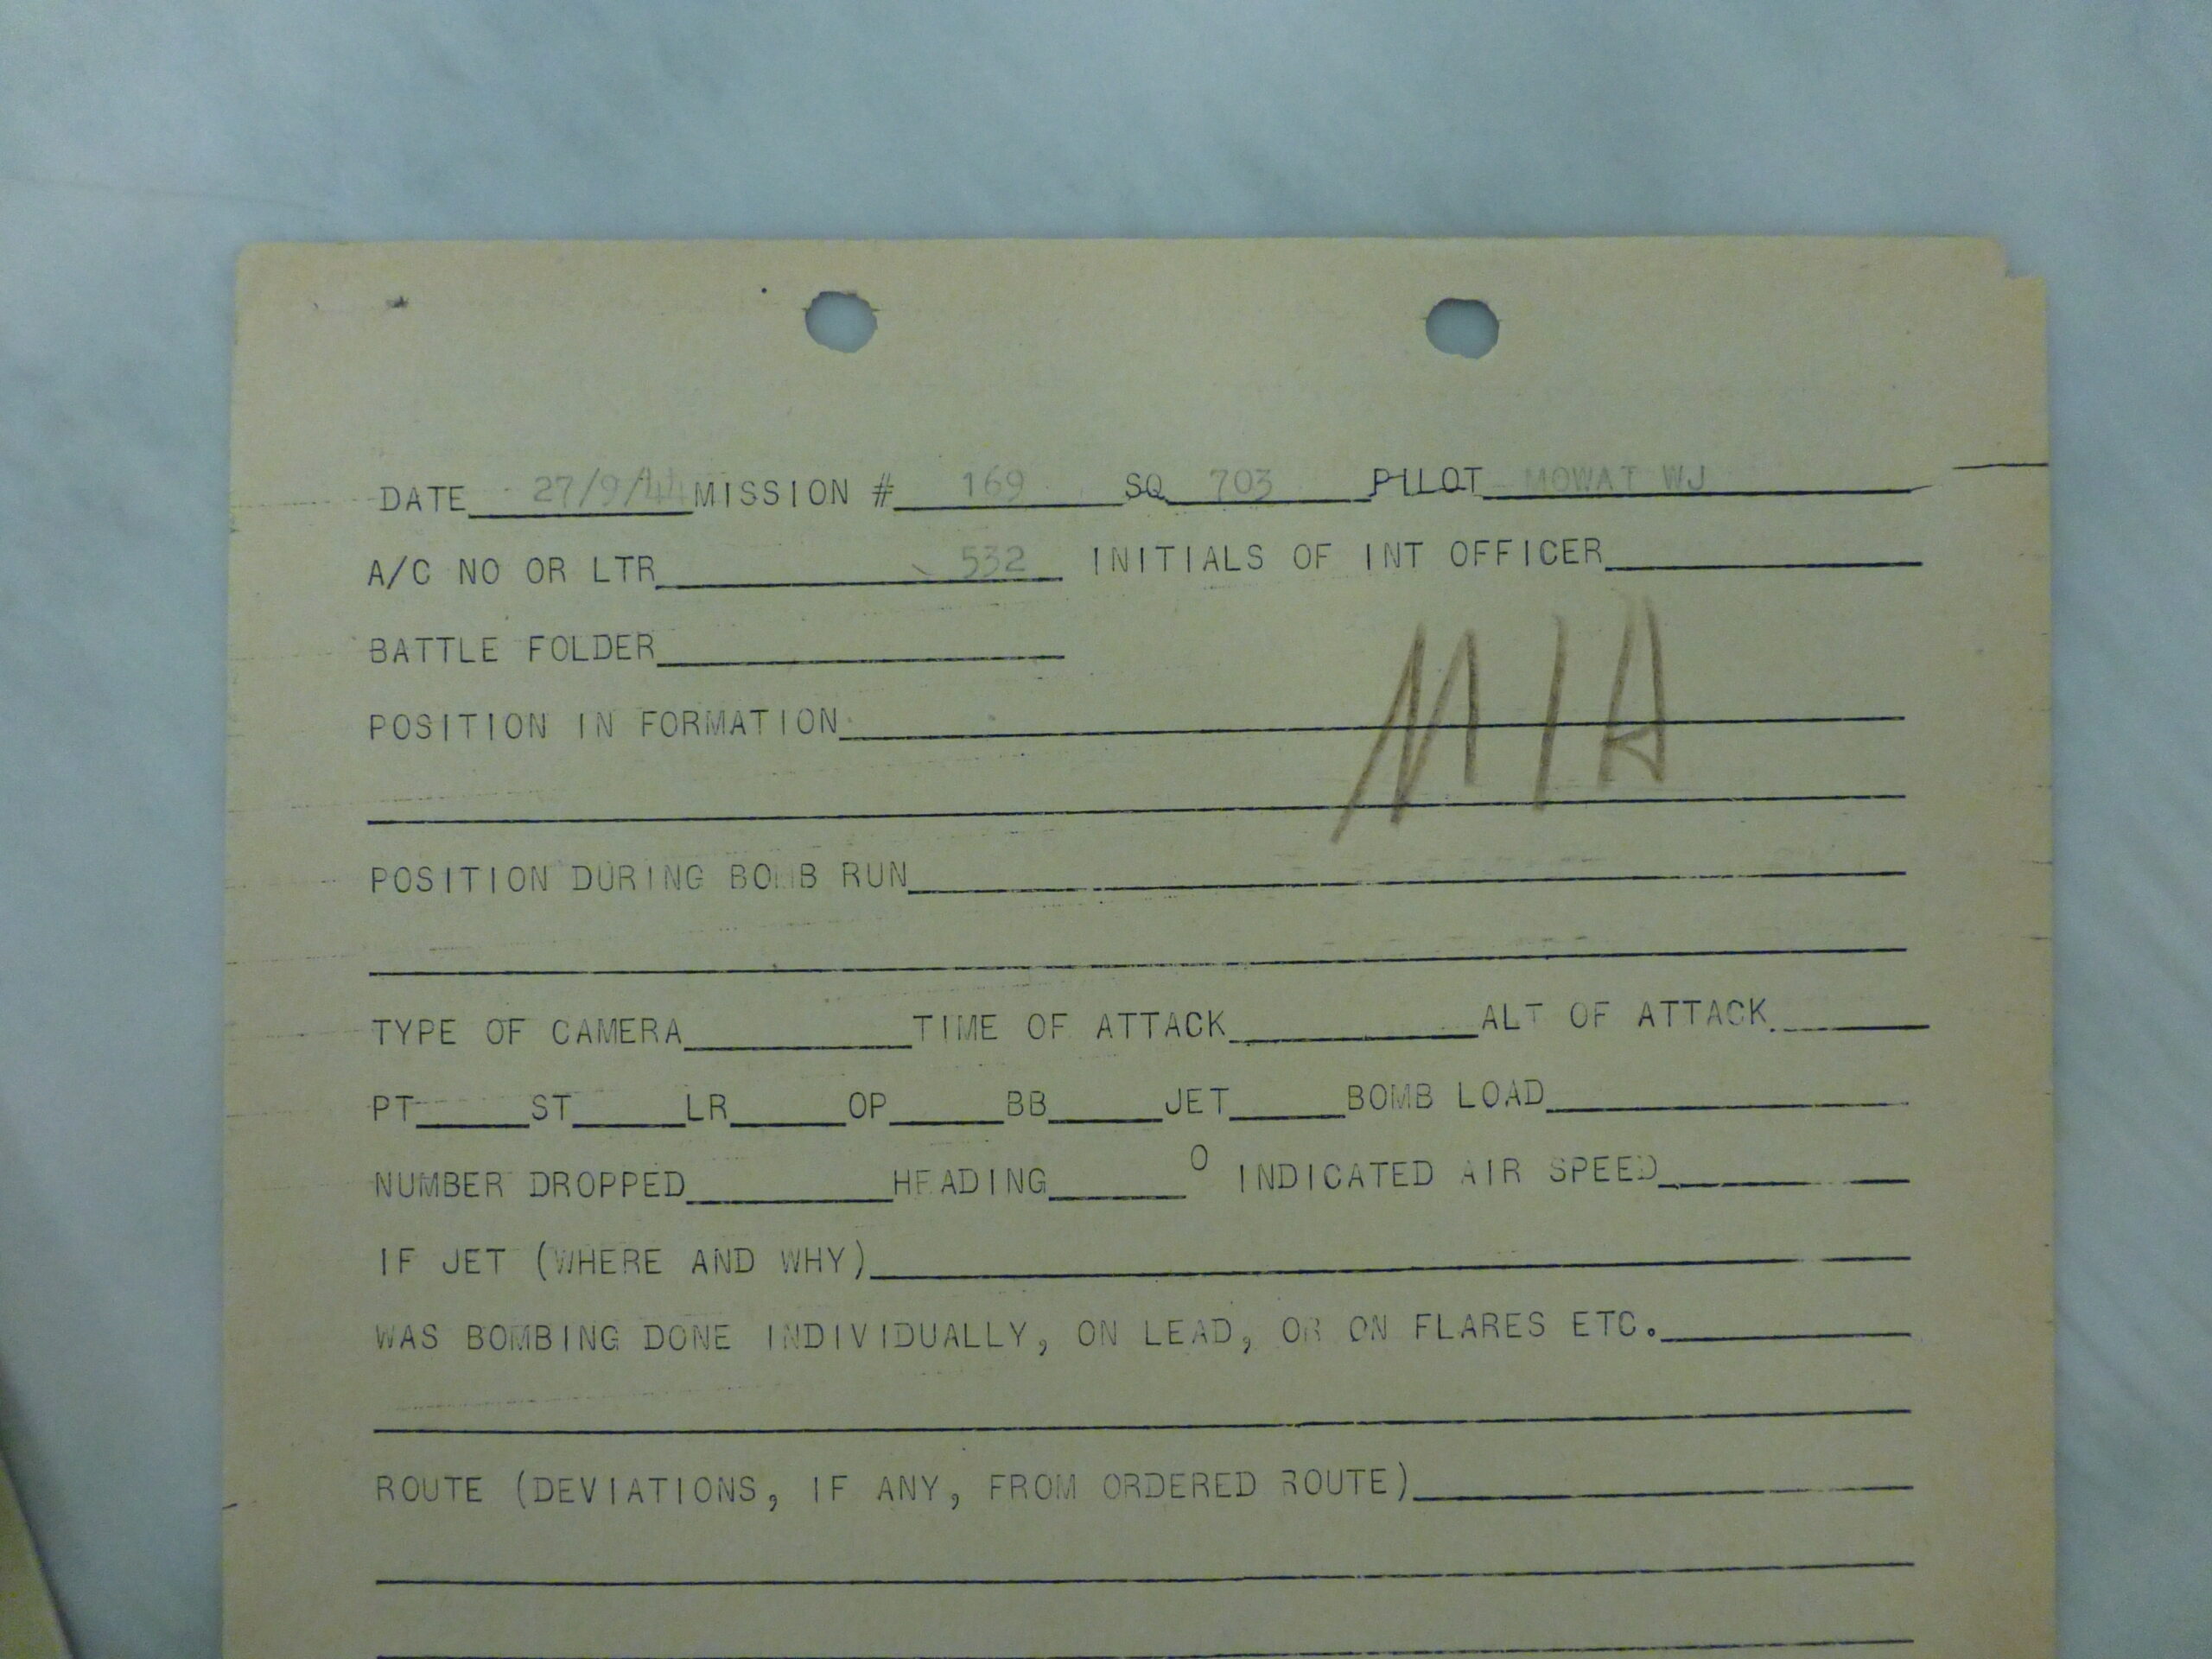 DATE 27/9/44 MISSION # 169 SQ 703 PILOT MOWAT WJ
A/C NO OR LTR 532 INITIALS OF INT OFFICER
BATTLE FOLDER
MIA
POSITION IN FORMATION
POSITION DURING BOMB RUN
TYPE OF CAMERA TIME OF ATTACK ALT OF ATTACK
PT ST LR OP BB JET BOMB LOAD
NUMBER DROPPED HEADING O INDICATED AIR SPEED
IF JET (WHERE AND WHY)
WAS BOMBING DONE INDIVIDUALLY, ON LEAD, OR ON FLARES ETC.
ROUTE (DEVIATIONS, IF ANY, FROM ORDERED ROUTE)